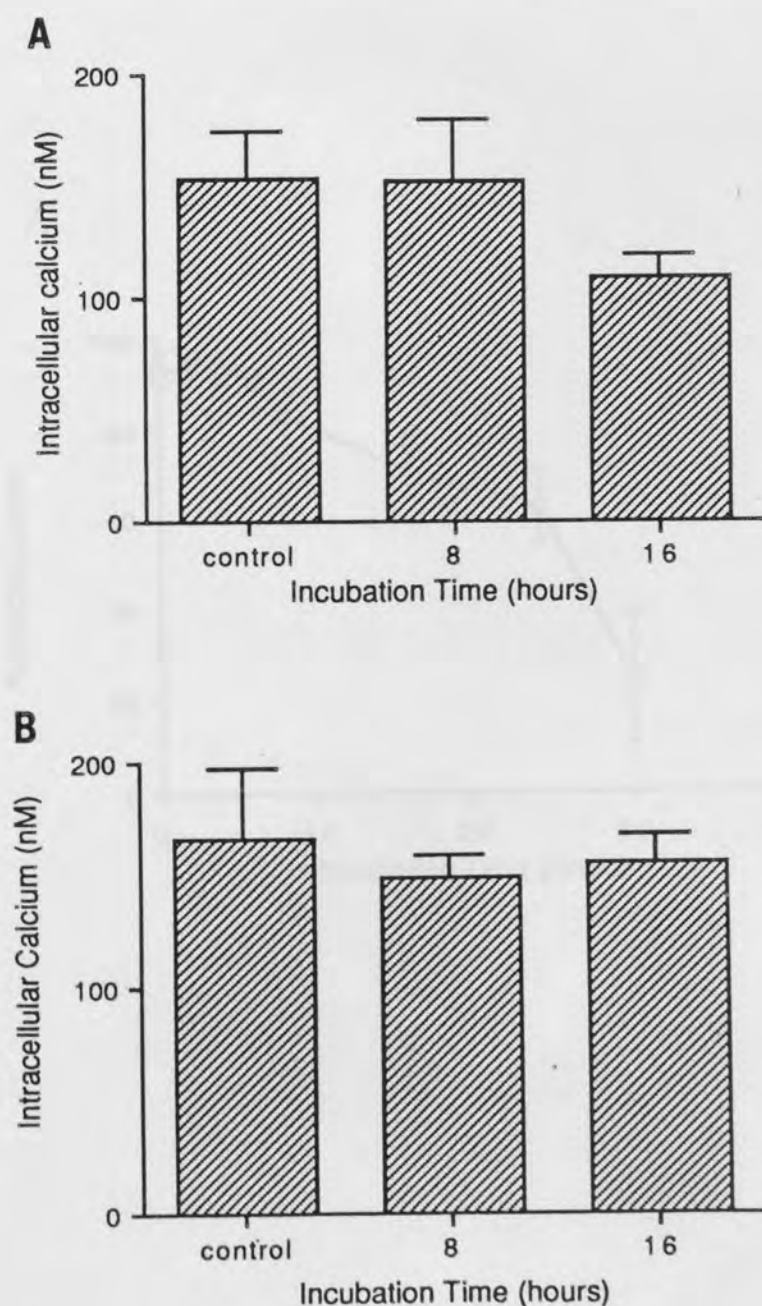 A
200
100
0
Intracellular calcium (nM)
control 8 16
Incubation Time (hours)
B
200
100
0
Intracellular Calcium (nM)
control 8 16
Incubation Time (hours)